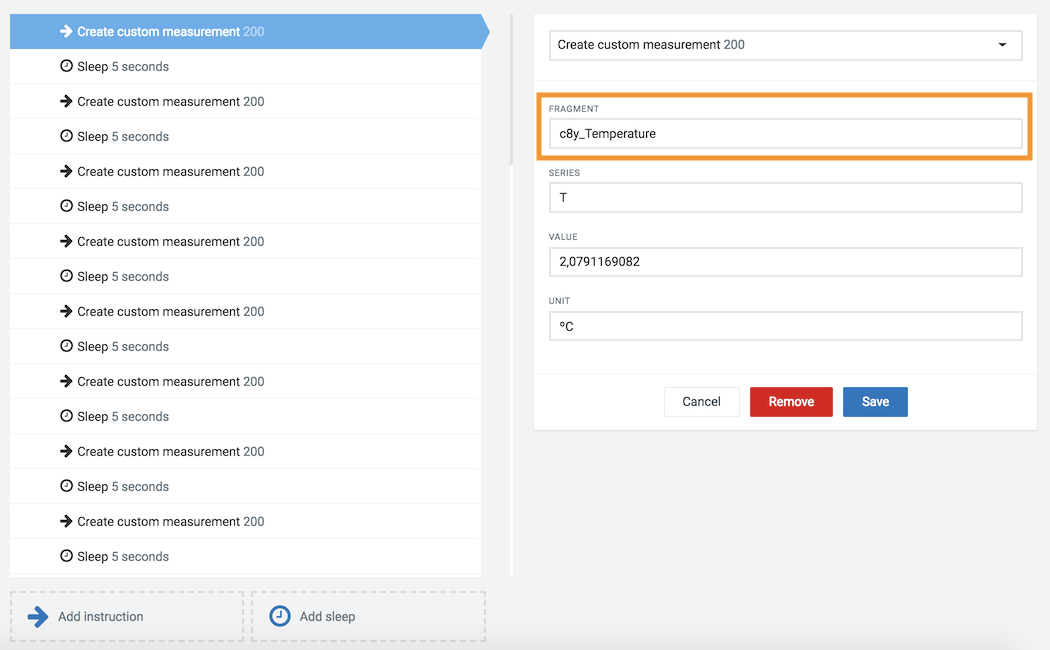 Create custom measurement 200
Sleep 5 seconds
Create custom measurement 200
Sleep 5 seconds
Create custom measurement 200
Sleep 5 seconds
Create custom measurement 200
Sleep 5 seconds
Create custom measurement 200
Sleep 5 seconds
Create custom measurement 200
Sleep 5 seconds
Create custom measurement 200
Sleep 5 seconds
Create custom measurement 200
Sleep 5 seconds
Add instruction
Add sleep
Create custom measurement 200
FRAGMENT
c8y_Temperature
SERIES
T
VALUE
2,0791169082
UNIT
ºC
Cancel
Remove
Save